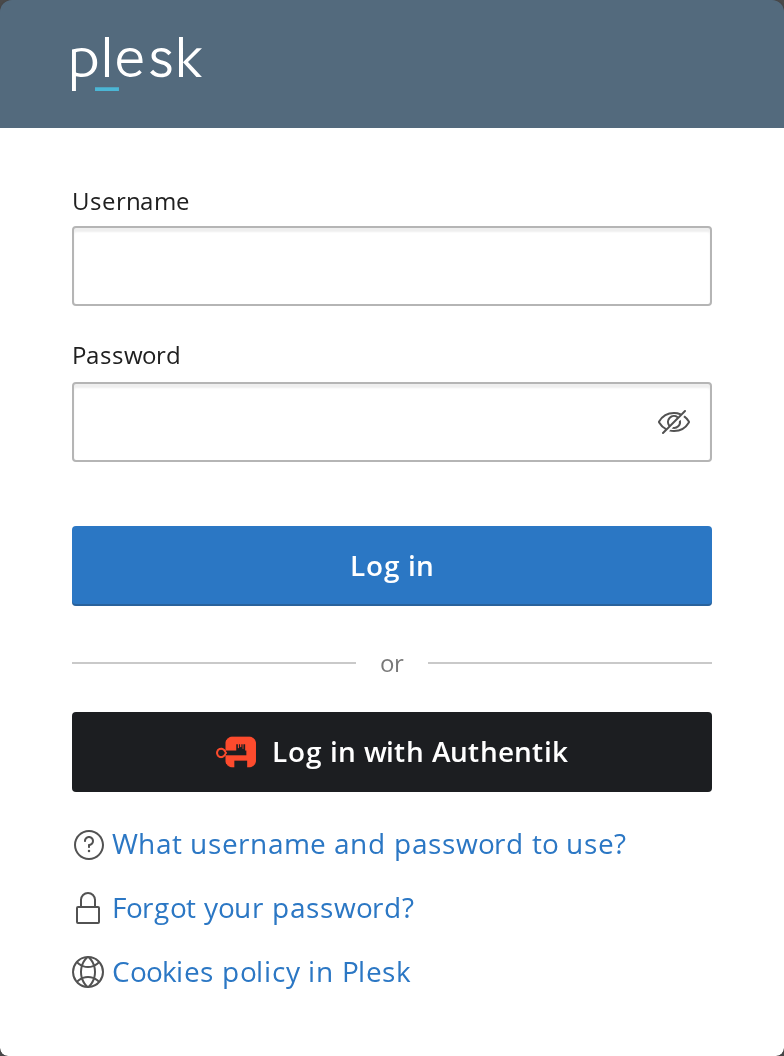 plesk
Username
Password
Log in
or
Log in with Authentik
What username and password to use?
Forgot your password?
Cookies policy in Plesk